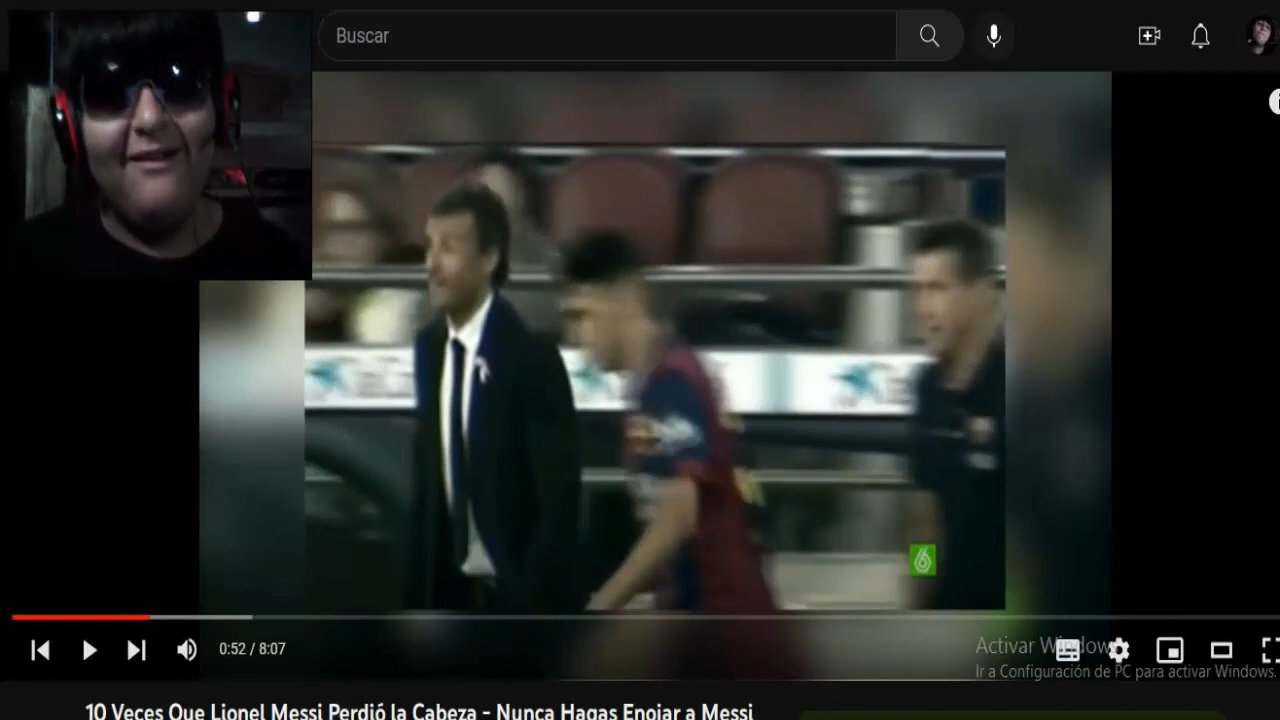 Buscar
6
0:52 / 8:07
Activar Windows
Ir a Configuración de PC para activar Windows.
10 Veces Que Lionel Messi Perdió la Cabeza - Nunca Hagas Enojar a Messi